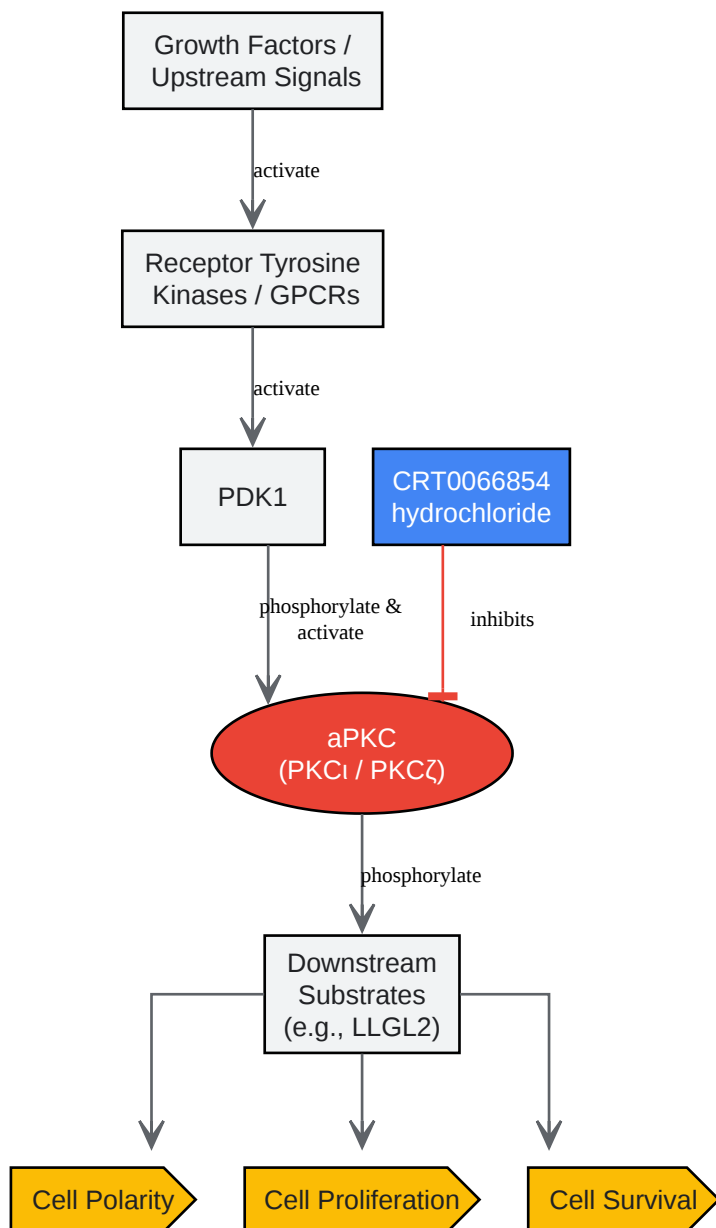 Growth Factors /
Upstream Signals
activate
Receptor Tyrosine
Kinases / GPCRs
activate
PDK1
CRT0066854
hydrochloride
phosphorylate &
activate
inhibits
aPKC
(PKCι / PKCζ)
phosphorylate
Downstream
Substrates
(e.g., LLGL2)
Cell Polarity
Cell Proliferation
Cell Survival